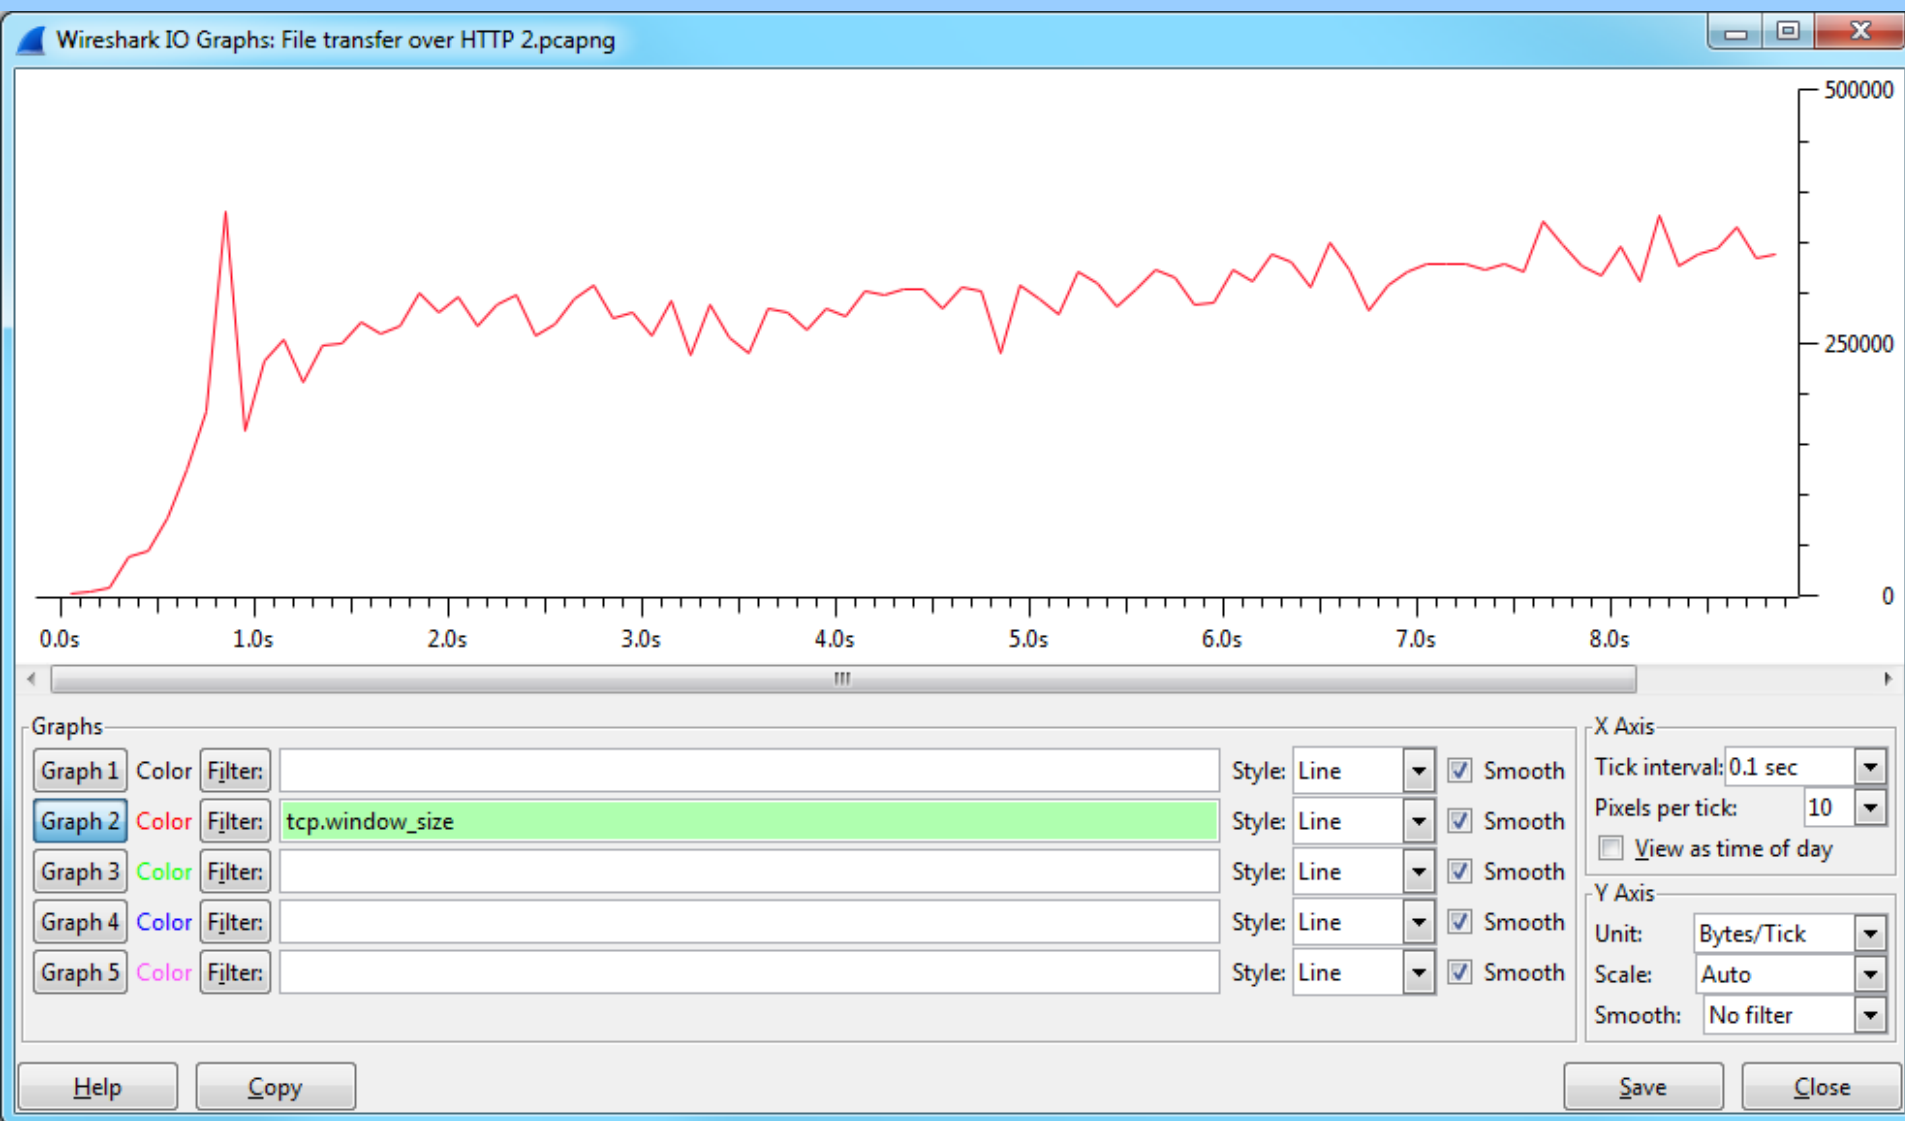 Wireshark IO Graphs: File transfer over HTTP 2.pcapng
500000
250000
0
0.0s 1.0s 2.0s 3.0s 4.0s 5.0s 6.0s 7.0s 8.0s
Graphs
Graph 1 Color Filter: Style: Line Smooth
Graph 2 Color Filter: tcp.window_size Style: Line Smooth
Graph 3 Color Filter: Style: Line Smooth
Graph 4 Color Filter: Style: Line Smooth
Graph 5 Color Filter: Style: Line Smooth
X Axis
Tick interval: 0.1 sec
Pixels per tick: 10
View as time of day
Y Axis
Unit: Bytes/Tick
Scale: Auto
Smooth: No filter
Help Copy Save Close